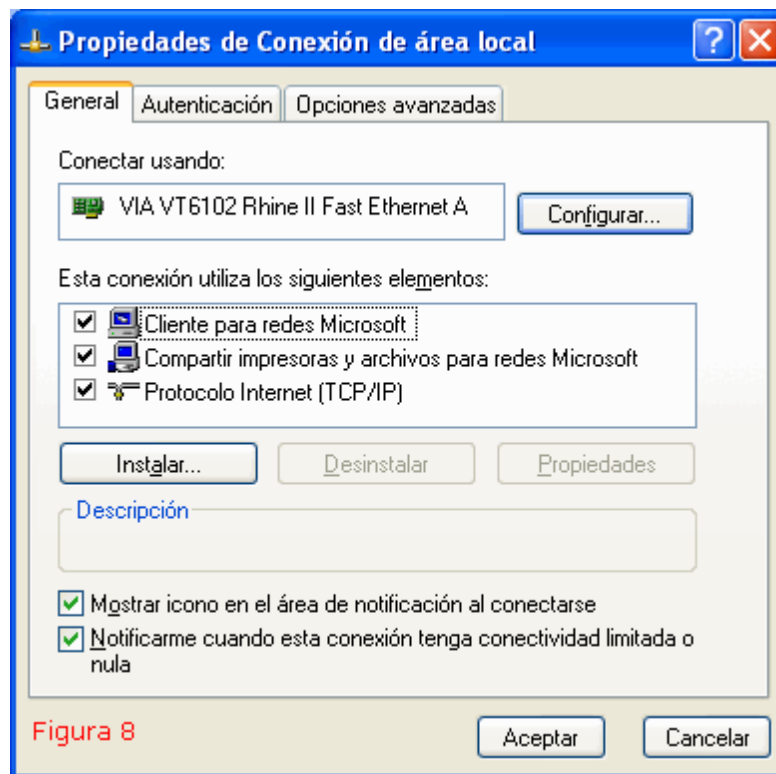 Propiedades de Conexión de área local
General
Autenticación
Opciones avanzadas
Conectar usando:
VIA VT6102 Rhine II Fast Ethernet A
Configurar...
Esta conexión utiliza los siguientes elementos:
Cliente para redes Microsoft
Compartir impresoras y archivos para redes Microsoft
Protocolo Internet (TCP/IP)
Instalar...
Desinstalar
Propiedades
Descripción
Mostrar icono en el área de notificación al conectarse
Notificarme cuando esta conexión tenga conectividad limitada o
nula
Figura 8
Aceptar
Cancelar